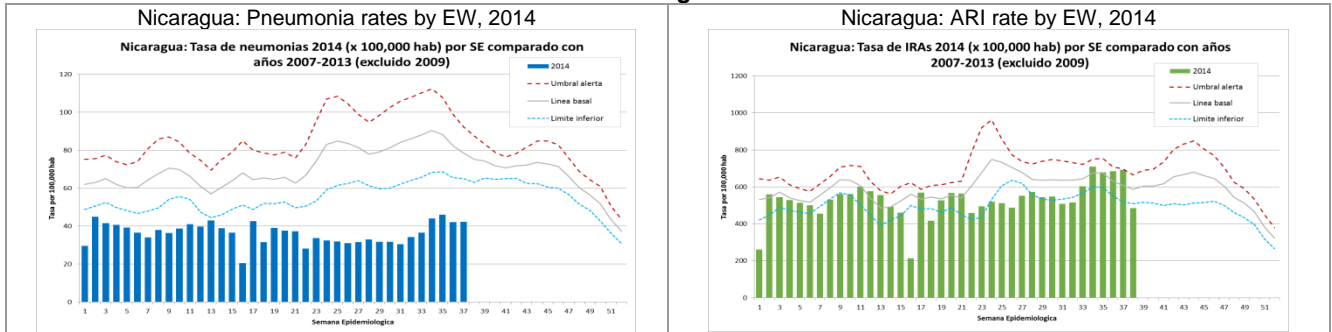 Nicaragua: Pneumonia rates by EW, 2014
Nicaragua: Tasa de neumonias 2014 (x 100,000 hab) por SE comparado con
años 2007-2013 (excluido 2009)
2014
Umbral alerta
Linea basal
Limite inferior
Tasa por 100,000 hab
120
100
80
60
40
20
0
1 3 5 7 9 11 13 15 17 19 21 23 25 27 29 31 33 35 37 39 41 43 45 47 49 51
Semana Epidemiologica
Nicaragua: ARI rate by EW, 2014
Nicaragua: Tasa de IRAs 2014 (x 100,000 hab) por SE comparado con años
2007-2013 (excluido 2009)
2014
Umbral alerta
Linea basal
Limite inferior
Tasa por 100,000 hab
1200
1000
800
600
400
200
0
1 3 5 7 9 11 13 15 17 19 21 23 25 27 29 31 33 35 37 39 41 43 45 47 49 51
Semana Epidemiologica